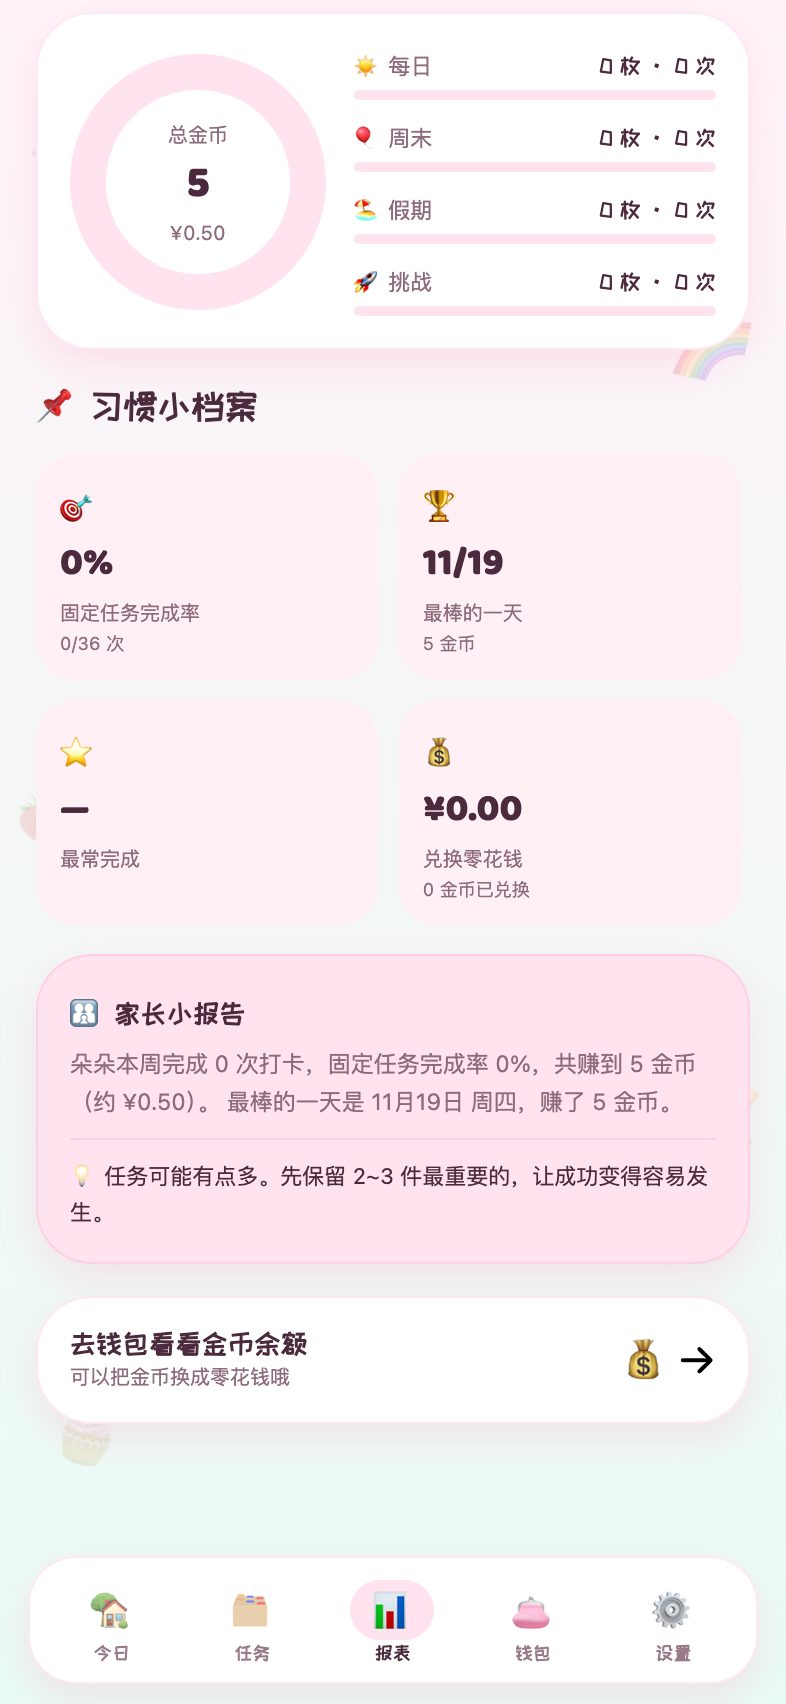 总金币
5
¥0.50
每日 0 枚 · 0 次
周末 0 枚 · 0 次
假期 0 枚 · 0 次
挑战 0 枚 · 0 次
习惯小档案
0%
固定任务完成率
0/36 次
11/19
最棒的一天
5 金币
—
最常完成
¥0.00
兑换零花钱
0 金币已兑换
家长小报告
朵朵本周完成 0 次打卡，固定任务完成率 0%，共赚到 5 金币
（约 ¥0.50）。 最棒的一天是 11月19日 周四，赚了 5 金币。
任务可能有点多。先保留 2~3 件最重要的，让成功变得容易发
生。
去钱包看看金币余额
可以把金币换成零花钱哦
今日 任务 报表 钱包 设置